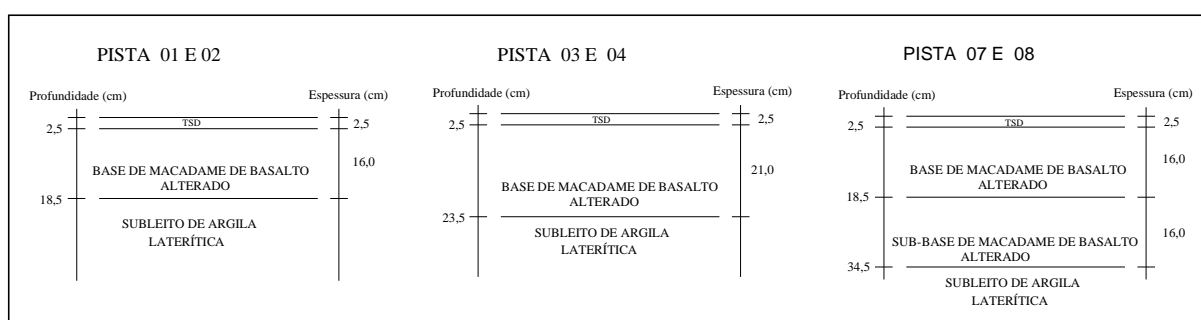 PISTA 01 E 02
Profundidade (cm)
Espessura (cm)
2,5
TSD
2,5
16,0
BASE DE MACADAME DE BASALTO
ALTERADO
18,5
SUBLEITO DE ARGILA
LATERÍTICA
PISTA 03 E 04
Profundidade (cm)
Espessura (cm)
2,5
TSD
2,5
21,0
BASE DE MACADAME DE BASALTO
ALTERADO
23,5
SUBLEITO DE ARGILA
LATERÍTICA
PISTA 07 E 08
Profundidade (cm)
Espessura (cm)
2,5
TSD
2,5
16,0
BASE DE MACADAME DE BASALTO
ALTERADO
18,5
16,0
SUB-BASE DE MACADAME DE BASALTO
ALTERADO
34,5
SUBLEITO DE ARGILA
LATERÍTICA